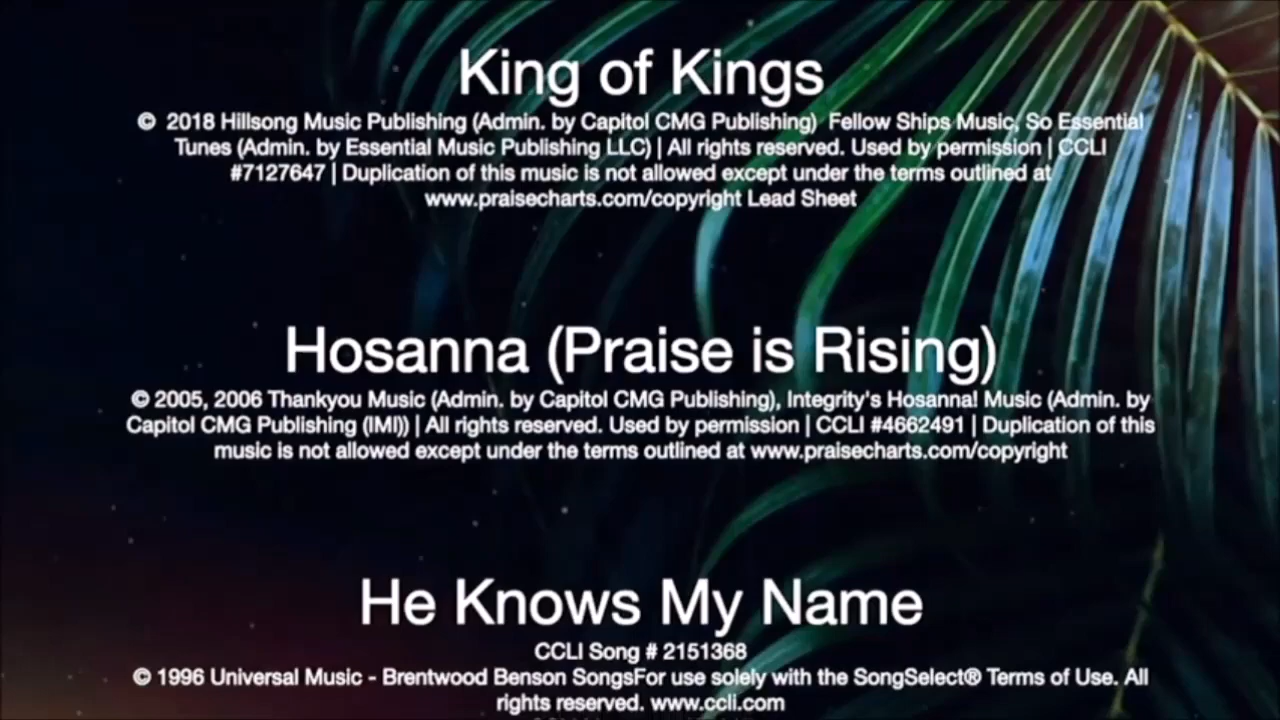 King of Kings
© 2018 Hillsong Music Publishing (Admin. by Capitol CMG Publishing) Fellow Ships Music, So Essential
Tunes (Admin. by Essential Music Publishing LLC) | All rights reserved. Used by permission | CCLI
#7127647 | Duplication of this music is not allowed except under the terms outlined at
www.praisecharts.com/copyright Lead Sheet
Hosanna (Praise is Rising)
© 2005, 2006 Thankyou Music (Admin. by Capitol CMG Publishing), Integrity's Hosanna! Music (Admin. by
Capitol CMG Publishing (IMI)) | All rights reserved. Used by permission | CCLI #4662491 | Duplication of this
music is not allowed except under the terms outlined at www.praisecharts.com/copyright
He Knows My Name
CCLI Song # 2151368
© 1996 Universal Music - Brentwood Benson SongsFor use solely with the SongSelect® Terms of Use. All
rights reserved. www.ccli.com